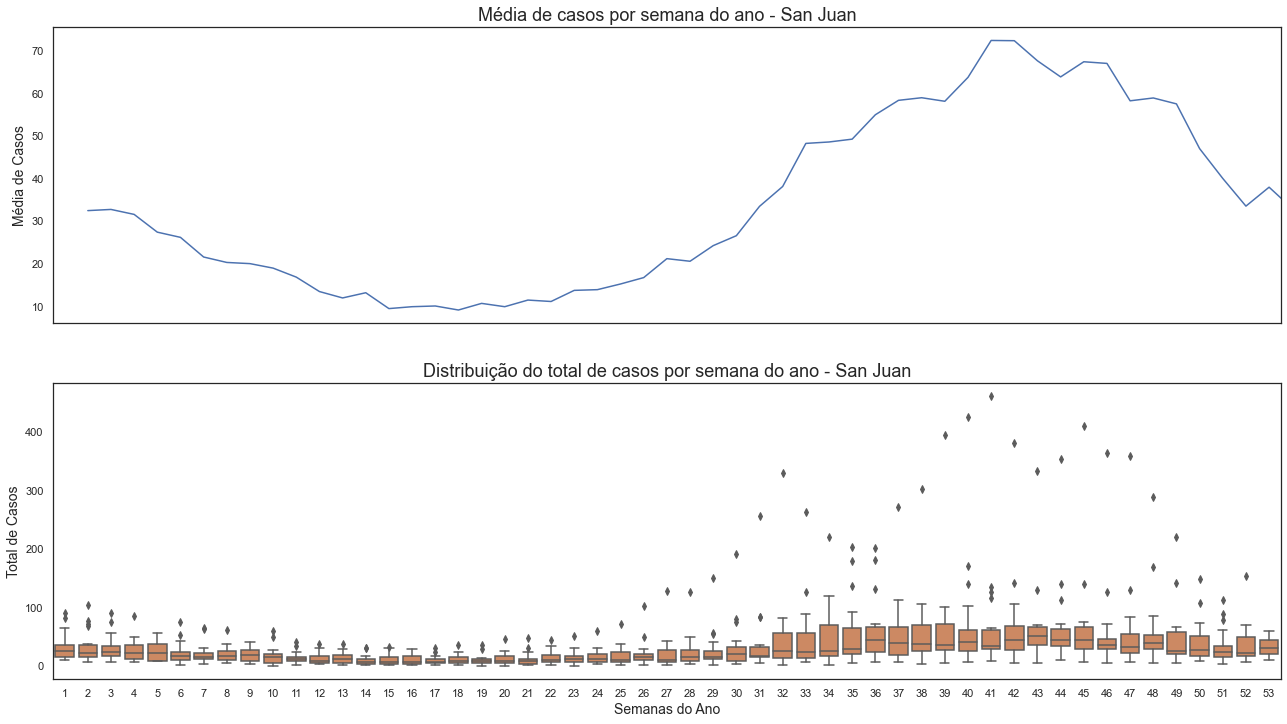 Média de casos por semana do ano - San Juan
Média de Casos
70
60
50
40
30
20
10
Distribuição do total de casos por semana do ano - San Juan
Total de Casos
400
300
200
100
0
1 2 3 4 5 6 7 8 9 10 11 12 13 14 15 16 17 18 19 20 21 22 23 24 25 26 27 28 29 30 31 32 33 34 35 36 37 38 39 40 41 42 43 44 45 46 47 48 49 50 51 52 53
Semanas do Ano